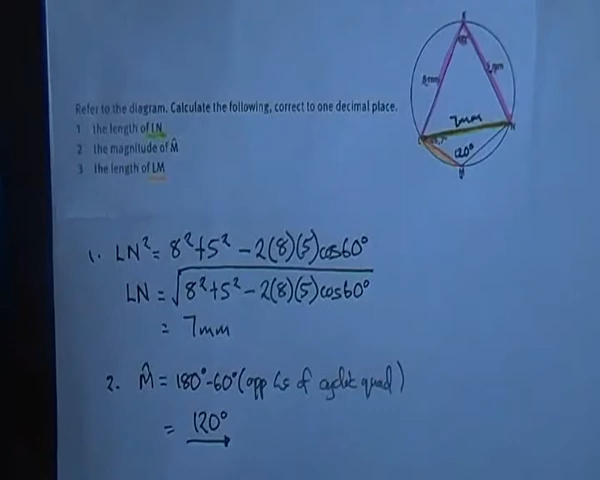 Refer to the diagram. Calculate the following, correct to one decimal place.
1 the length of LN
2 the magnitude of M̂
3 the length of LM
7mm
N
120°
1. LN² = 8²+5² - 2(8)(5)cos60°
LN = √8²+5² - 2(8)(5)cos60°
= 7mm
2. M̂ = 180°-60° (opp ∠s of cyclic quad)
= 120°